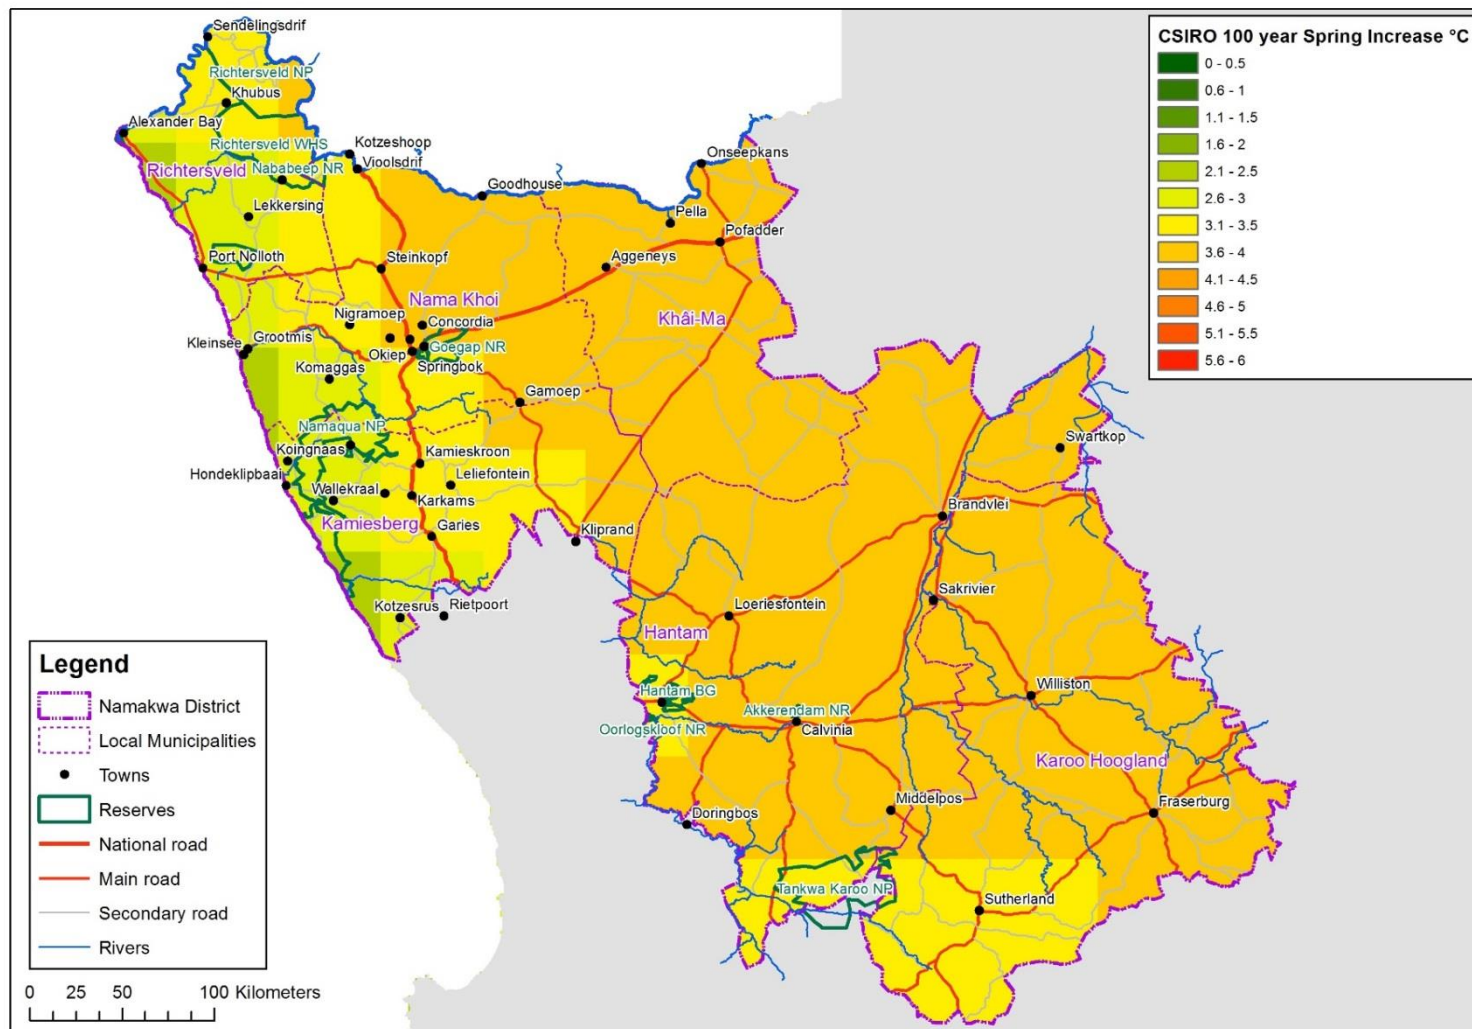 Sendelingsdrif
CSIRO 100 year Spring Increase °C
0 - 0.5
0.6 - 1
1.1 - 1.5
1.6 - 2
2.1 - 2.5
2.6 - 3
3.1 - 3.5
3.6 - 4
4.1 - 4.5
4.6 - 5
5.1 - 5.5
5.6 - 6
Richtersveld NP
Khubus
Alexander Bay
Richtersveld WHS
Kotzeshoop
Richtersveld
Nababeep NR
Vioolsdrif
Onseepkans
Goodhouse
Lekkersing
Pella
Pofadder
Port Nolloth
Steinkopf
Aggeneys
Nama Khoi
Nigramoep
Concordia
Khâi-Ma
Kleinsee
Grootmis
Okiep
Goegap NR
Springbok
Komaggas
Gamoep
Namaqua NP
Swartkop
Koingnaas
Kamieskroon
Hondeklipbaai
Leliefontein
Wallekraal
Karkams
Brandvlei
Kamiesberg
Garies
Kliprand
Sakrivier
Kotzesrus
Rietpoort
Loeriesfontein
Hantam
Hantam BG
Williston
Akkerendam NR
Oorlogskloof NR
Calvinia
Karoo Hoogland
Middelpos
Fraserburg
Doringbos
Tankwa Karoo NP
Sutherland
Legend
Namakwa District
Local Municipalities
Towns
Reserves
National road
Main road
Secondary road
Rivers
0 25 50 100 Kilometers